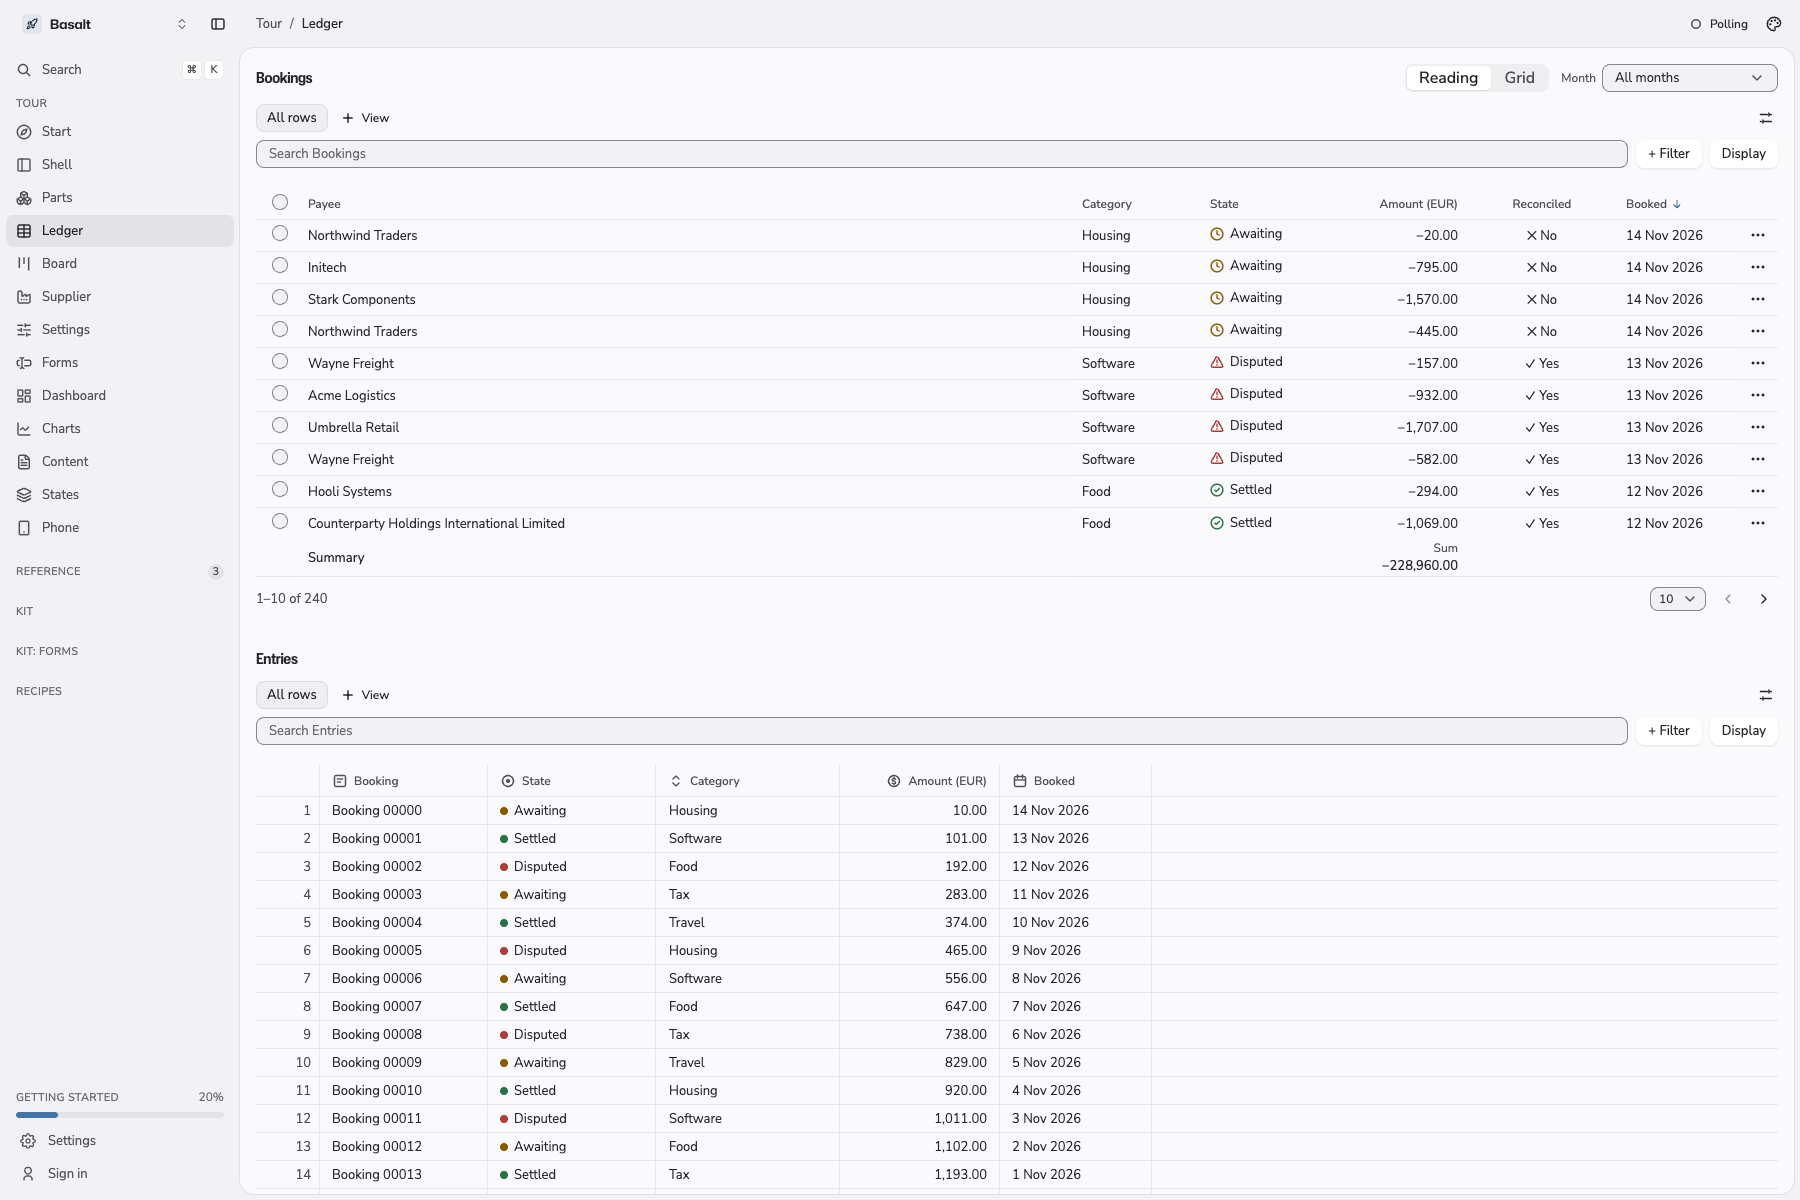 Basalt
Tour / Ledger
Polling
Search ⌘ K
TOUR
Start
Shell
Parts
Ledger
Board
Supplier
Settings
Forms
Dashboard
Charts
Content
States
Phone
REFERENCE 3
KIT
KIT: FORMS
RECIPES
GETTING STARTED 20%
Settings
Sign in
Bookings
Reading Grid Month All months
All rows + View
Search Bookings + Filter Display
Payee Category State Amount (EUR) Reconciled Booked ↓
Northwind Traders Housing Awaiting −20.00 No 14 Nov 2026
Initech Housing Awaiting −795.00 No 14 Nov 2026
Stark Components Housing Awaiting −1,570.00 No 14 Nov 2026
Northwind Traders Housing Awaiting −445.00 No 14 Nov 2026
Wayne Freight Software Disputed −157.00 Yes 13 Nov 2026
Acme Logistics Software Disputed −932.00 Yes 13 Nov 2026
Umbrella Retail Software Disputed −1,707.00 Yes 13 Nov 2026
Wayne Freight Software Disputed −582.00 Yes 13 Nov 2026
Hooli Systems Food Settled −294.00 Yes 12 Nov 2026
Counterparty Holdings International Limited Food Settled −1,069.00 Yes 12 Nov 2026
Summary Sum
−228,960.00
1–10 of 240 10
Entries
All rows + View
Search Entries + Filter Display
Booking State Category Amount (EUR) Booked
1 Booking 00000 Awaiting Housing 10.00 14 Nov 2026
2 Booking 00001 Settled Software 101.00 13 Nov 2026
3 Booking 00002 Disputed Food 192.00 12 Nov 2026
4 Booking 00003 Awaiting Tax 283.00 11 Nov 2026
5 Booking 00004 Settled Travel 374.00 10 Nov 2026
6 Booking 00005 Disputed Housing 465.00 9 Nov 2026
7 Booking 00006 Awaiting Software 556.00 8 Nov 2026
8 Booking 00007 Settled Food 647.00 7 Nov 2026
9 Booking 00008 Disputed Tax 738.00 6 Nov 2026
10 Booking 00009 Awaiting Travel 829.00 5 Nov 2026
11 Booking 00010 Settled Housing 920.00 4 Nov 2026
12 Booking 00011 Disputed Software 1,011.00 3 Nov 2026
13 Booking 00012 Awaiting Food 1,102.00 2 Nov 2026
14 Booking 00013 Settled Tax 1,193.00 1 Nov 2026